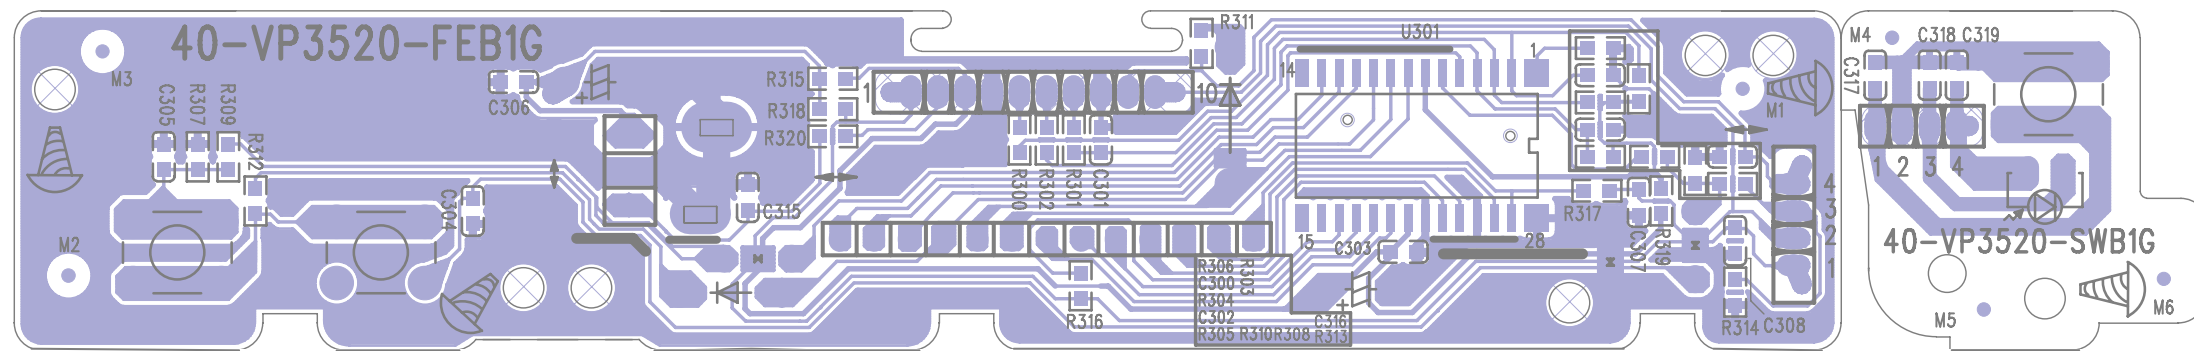 40-VP3520-FEB1G
M3
C306
R315
R318
R320
1
10
R311
U301
14
1
M1
M4
C318 C319
C317
1 2 3 4
C305
R307
R309
R312
C304
C315
R300
R302
R301
C301
M2
15
28
C303
R317
C307
R319
4
3
2
1
40-VP3520-SWB1G
R306
C300
R304
C302
R305 R310 R308 R313
R303
C316
R316
R314
C308
M5
M6
+
+